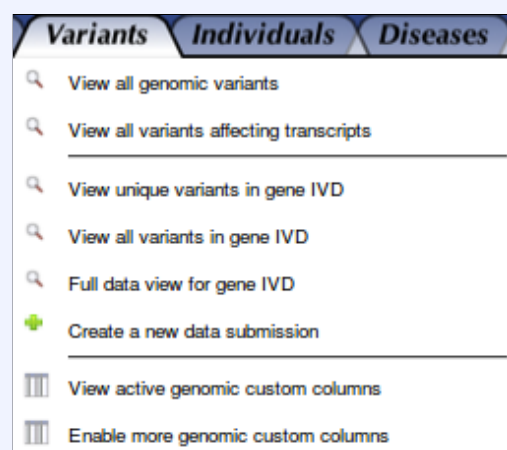 Variants Individuals Diseases
View all genomic variants
View all variants affecting transcripts
View unique variants in gene IVD
View all variants in gene IVD
Full data view for gene IVD
Create a new data submission
View active genomic custom columns
Enable more genomic custom columns